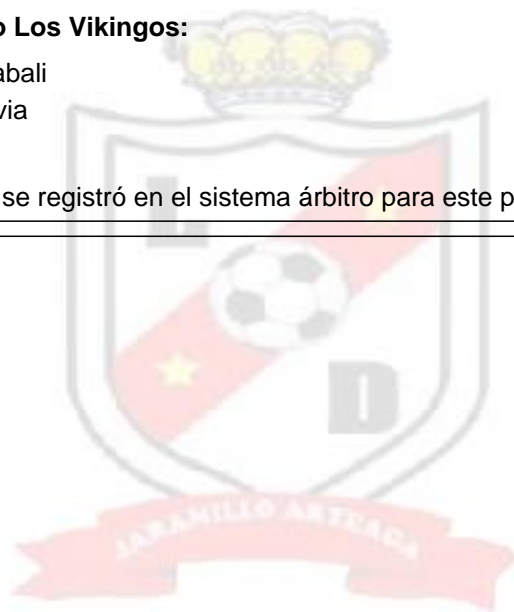 o Los Vikingos:
abali
via
se registró en el sistema árbitro para este p
L
D
JARAMILLO ARTEAGA